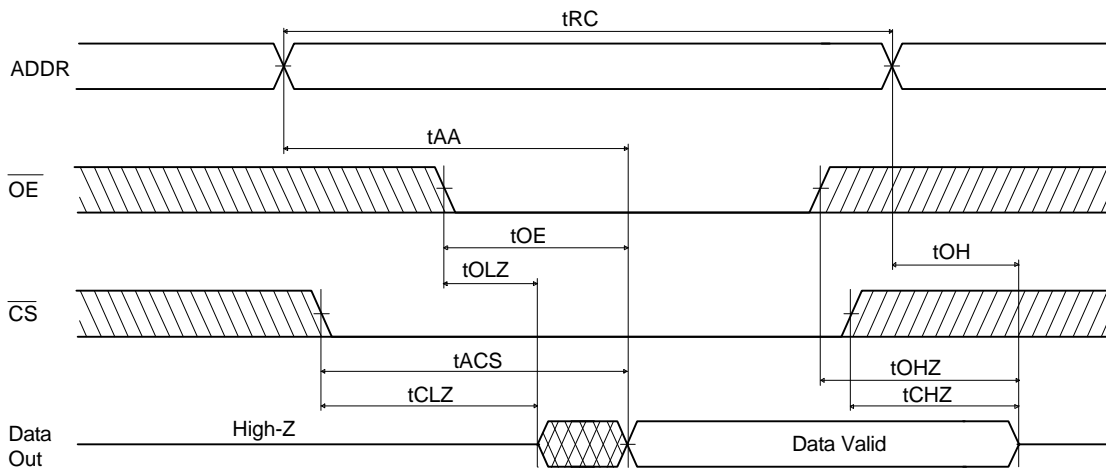 tRC
ADDR
tAA
OE
tOE
tOH
tOLZ
CS
tACS
tOHZ
tCLZ
tCHZ
High-Z
Data
Out
Data Valid